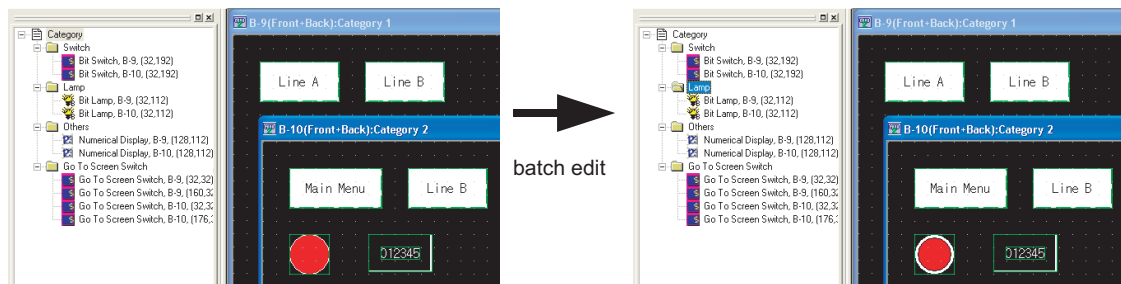 Category
Switch
Bit Switch, B-9, (32,192)
Bit Switch, B-10, (32,192)
Lamp
Bit Lamp, B-9, (32,112)
Bit Lamp, B-10, (32,112)
Others
Numerical Display, B-9, (128,112)
Numerical Display, B-10, (128,112)
Go To Screen Switch
Go To Screen Switch, B-9, (32,32)
Go To Screen Switch, B-9, (160,32
Go To Screen Switch, B-10, (32,32
Go To Screen Switch, B-10, (176,3
B-9(Front+Back):Category 1
Line A
Line B
B-10(Front+Back):Category 2
Main Menu
Line B
012345
batch edit
Category
Switch
Bit Switch, B-9, (32,192)
Bit Switch, B-10, (32,192)
Lamp
Bit Lamp, B-9, (32,112)
Bit Lamp, B-10, (32,112)
Others
Numerical Display, B-9, (128,112)
Numerical Display, B-10, (128,112)
Go To Screen Switch
Go To Screen Switch, B-9, (32,32)
Go To Screen Switch, B-9, (160,32
Go To Screen Switch, B-10, (32,32
Go To Screen Switch, B-10, (176,3
B-9(Front+Back):Category 1
Line A
Line B
B-10(Front+Back):Category 2
Main Menu
Line B
012345